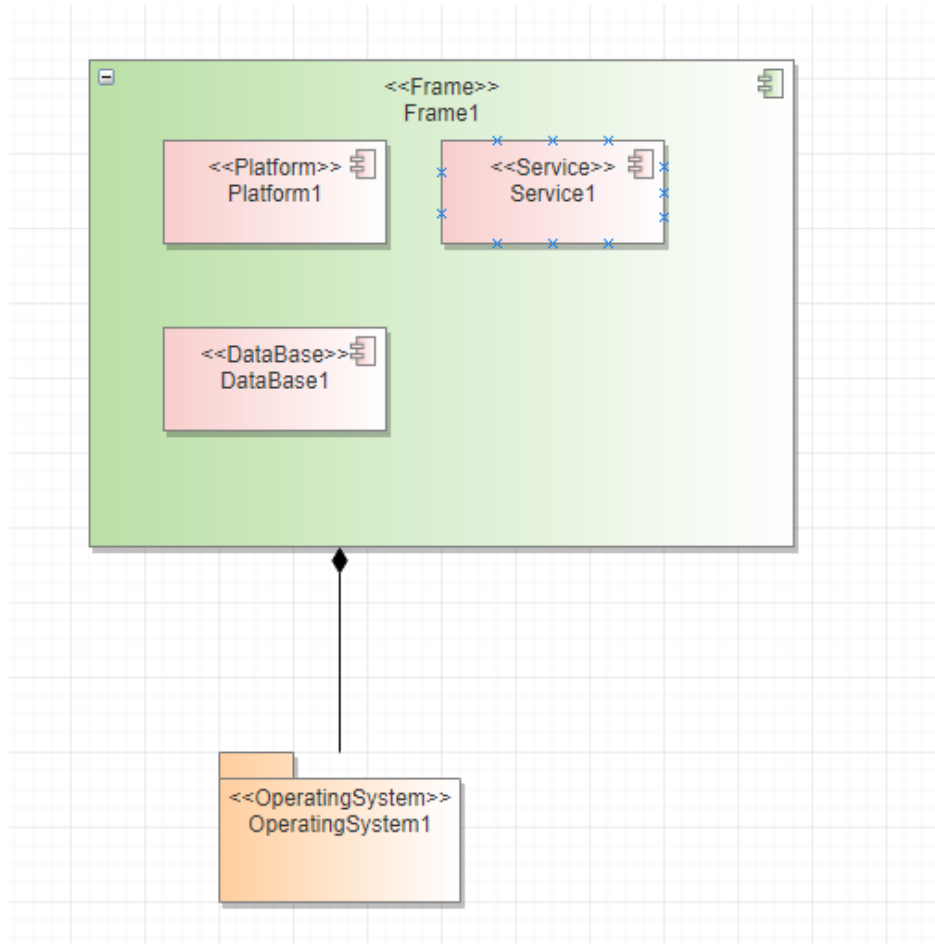 <<Frame>>
Frame1
<<Platform>>
Platform1
<<Service>>
Service1
<<DataBase>>
DataBase1
<<OperatingSystem>>
OperatingSystem1